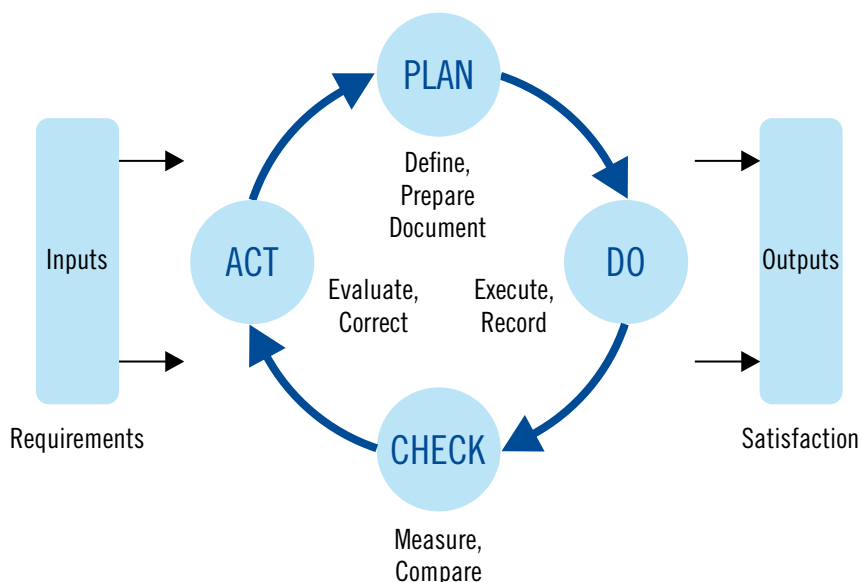 PLAN
Define,
Prepare
Document
Inputs
ACT
DO
Outputs
Evaluate,
Correct
Execute,
Record
Requirements
CHECK
Satisfaction
Measure,
Compare